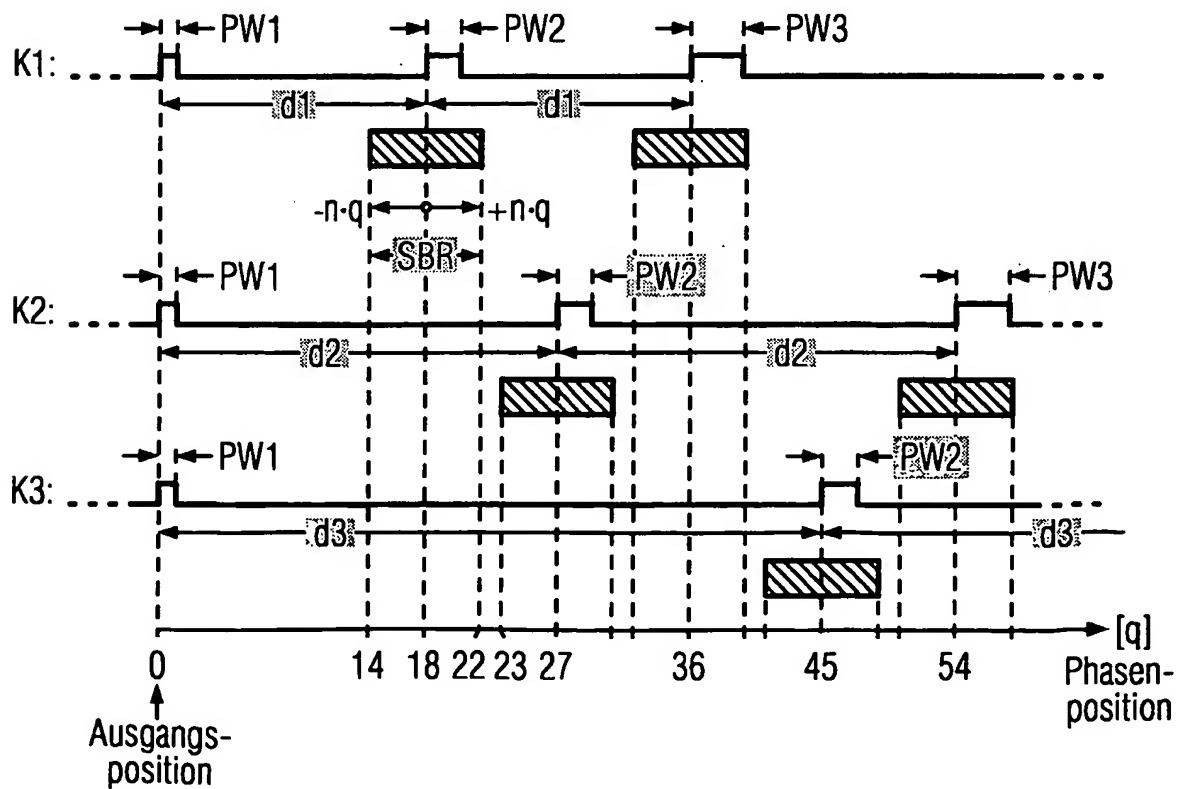 PW1 PW2 PW3
K1:
d1 d1
-n·q +n·q
SBR
PW1 PW2 PW3
K2:
d2 d2
PW1 PW2
K3:
d3 d3
[q]
0 14 18 22 23 27 36 45 54
Phasen-
position
Ausgangs-
position